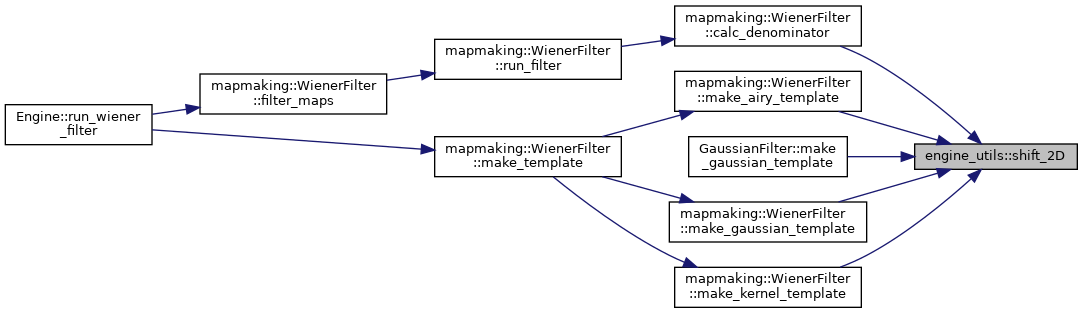 Engine::run_wiener
_filter
mapmaking::WienerFilter
::filter_maps
mapmaking::WienerFilter
::run_filter
mapmaking::WienerFilter
::make_template
mapmaking::WienerFilter
::calc_denominator
mapmaking::WienerFilter
::make_airy_template
GaussianFilter::make
_gaussian_template
mapmaking::WienerFilter
::make_gaussian_template
mapmaking::WienerFilter
::make_kernel_template
engine_utils::shift_2D